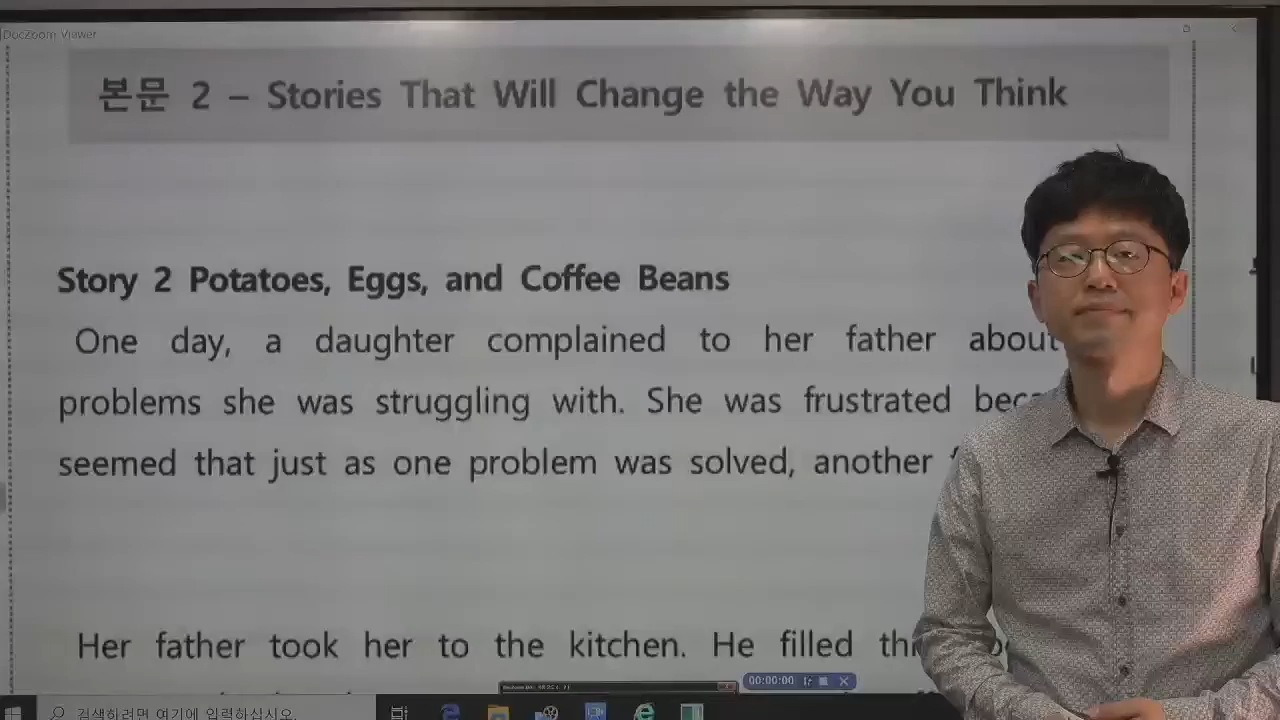 DocZoom Viewer
본문 2 – Stories That Will Change the Way You Think
Story 2 Potatoes, Eggs, and Coffee Beans
One day, a daughter complained to her father about
problems she was struggling with. She was frustrated
seemed that just as one problem was solved, another
Her father took her to the kitchen. He filled
00:00:00
검색하려면 여기에 입력하십시오.